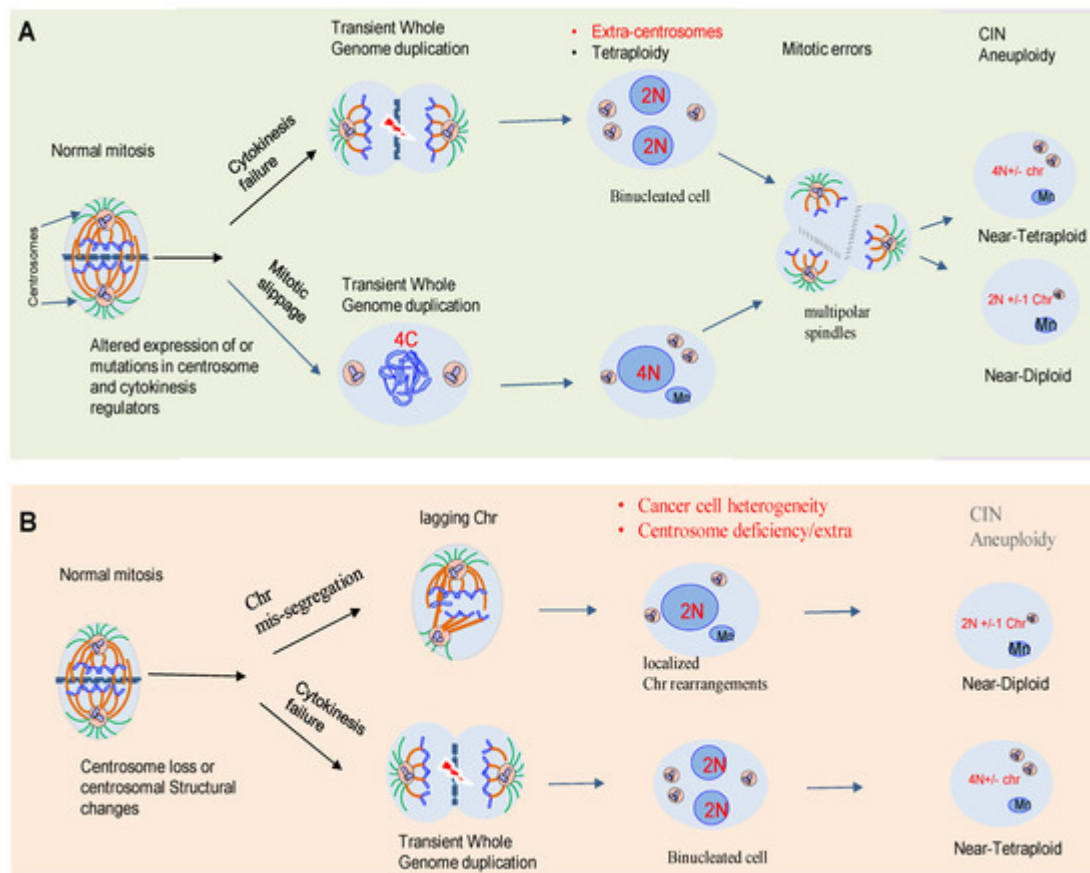 A
Transient Whole
Genome duplication
• Extra-centrosomes
• Tetraploidy
Mitotic errors
CIN
Aneuploidy
Normal mitosis
Centrosomes
Cytokinesis
failure
2N
2N
Binucleated cell
4N+/- chr
Mn
Near-Tetraploid
Mitotic
slippage
Transient Whole
Genome duplication
4C
4N
Mn
multipolar
spindles
2N +/-1 Chr
Mn
Near-Diploid
Altered expression of or
mutations in centrosome
and cytokinesis
regulators
B
lagging Chr
• Cancer cell heterogeneity
• Centrosome deficiency/extra
CIN
Aneuploidy
Normal mitosis
Chr
mis-segregation
2N
Mn
localized
Chr rearrangements
2N +/-1 Chr
Mn
Near-Diploid
Cytokinesis
failure
Centrosome loss or
centrosomal Structural
changes
Transient Whole
Genome duplication
2N
2N
Binucleated cell
4N+/- chr
Mn
Near-Tetraploid